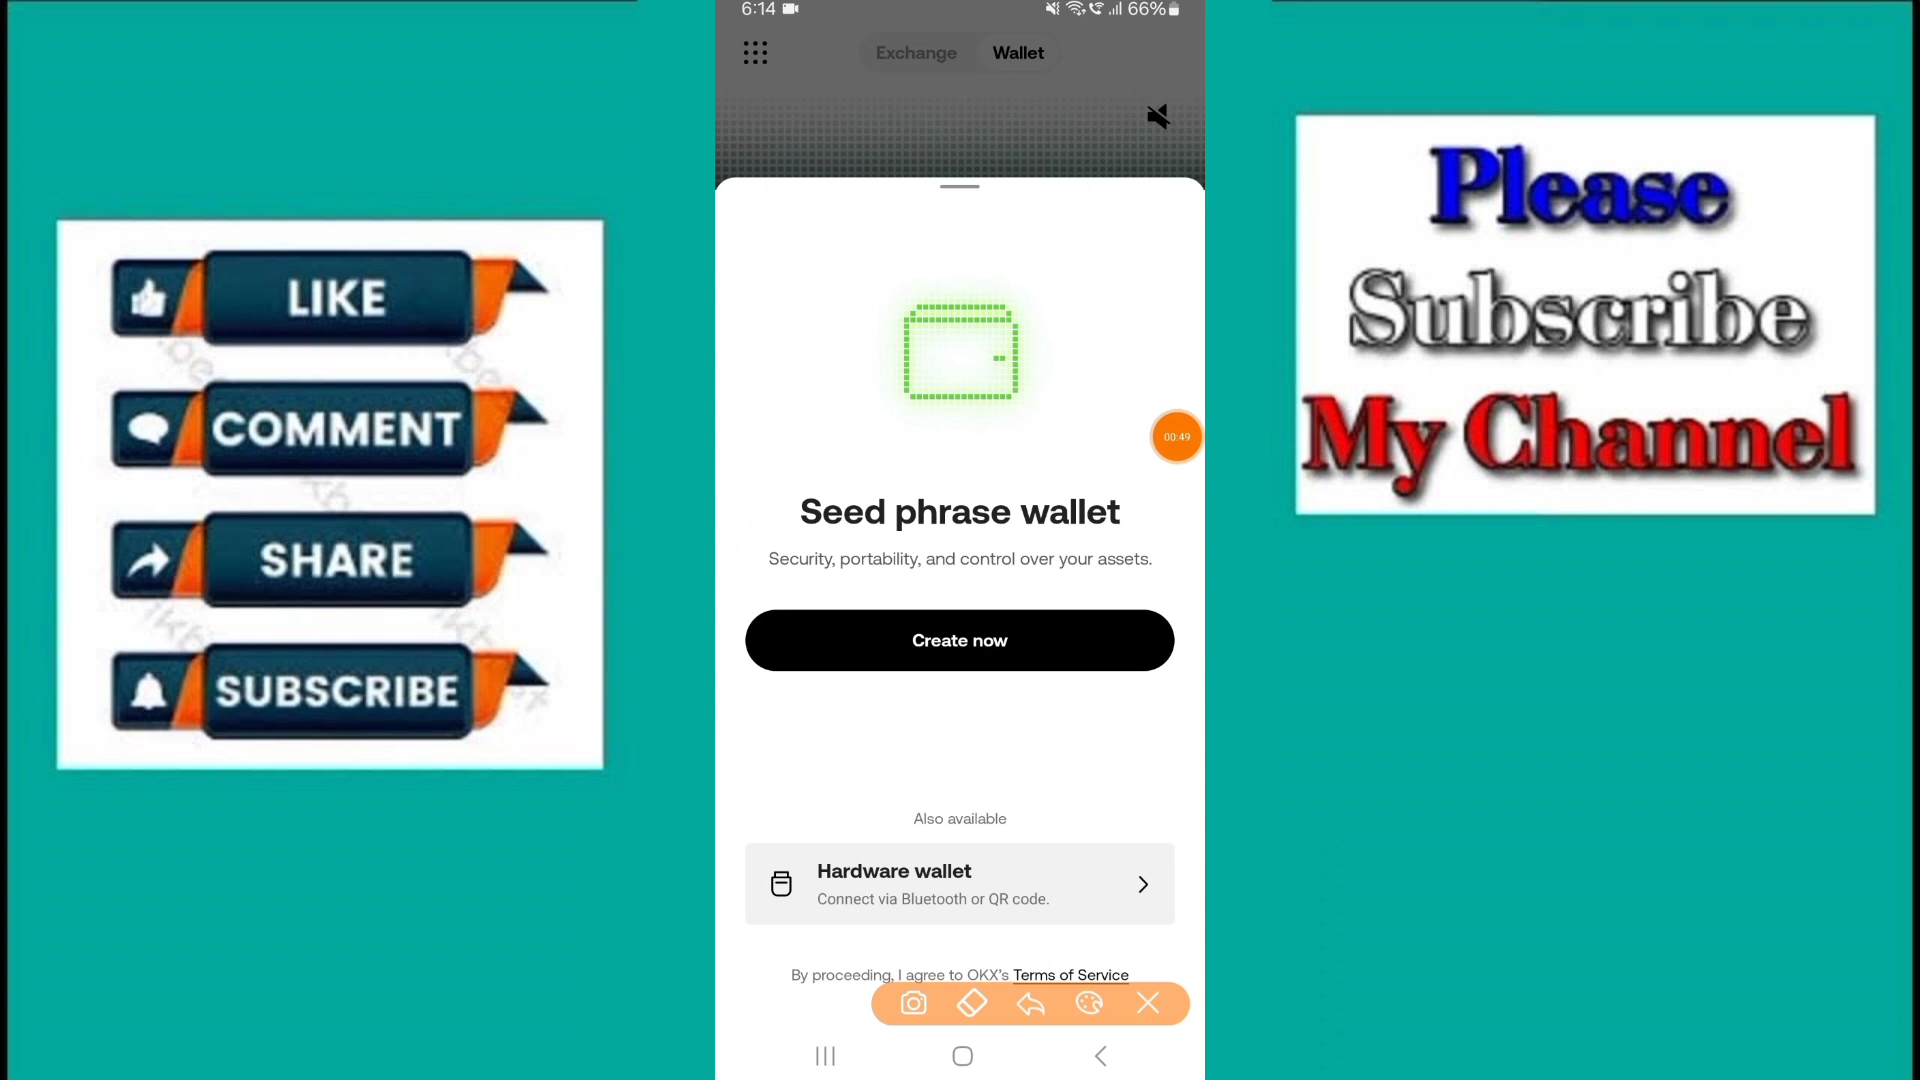 LIKE
COMMENT
SHARE
SUBSCRIBE
6:14
66%
Exchange
Wallet
00:49
Seed phrase wallet
Security, portability, and control over your assets.
Create now
Also available
Hardware wallet
Connect via Bluetooth or QR code.
By proceeding, I agree to OKX's Terms of Service
Please
Subscribe
My Channel